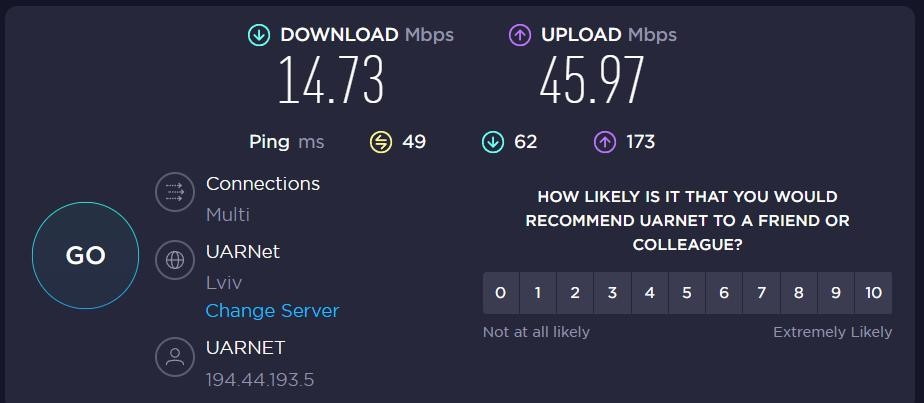 DOWNLOAD Mbps
14.73
UPLOAD Mbps
45.97
Ping ms 49 62 173
GO
Connections
Multi
UARNet
Lviv
Change Server
UARNET
194.44.193.5
HOW LIKELY IS IT THAT YOU WOULD
RECOMMEND UARNET TO A FRIEND OR
COLLEAGUE?
0 1 2 3 4 5 6 7 8 9 10
Not at all likely Extremely Likely